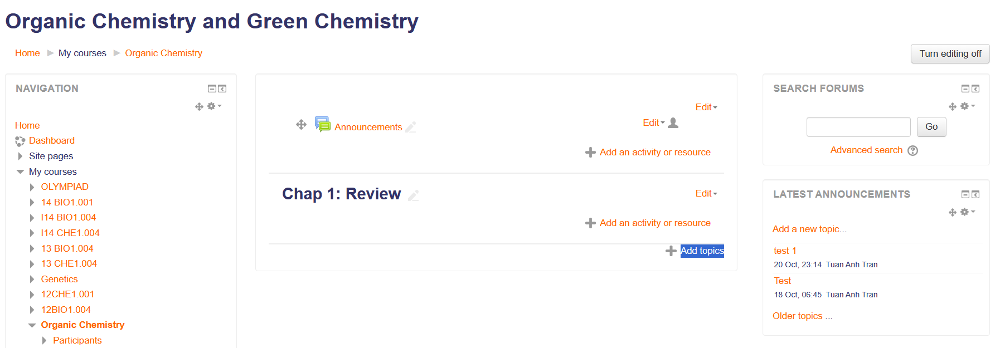 Organic Chemistry and Green Chemistry
Home My courses Organic Chemistry
Turn editing off
NAVIGATION
Home
Dashboard
Site pages
My courses
OLYMPIAD
14 BIO1.001
I14 BIO1.004
I14 CHE1.004
13 BIO1.004
13 CHE1.004
Genetics
12CHE1.001
12BIO1.004
Organic Chemistry
Participants
Edit
Announcements
Edit
Add an activity or resource
Chap 1: Review
Edit
Add an activity or resource
Add topics
SEARCH FORUMS
Go
Advanced search ?
LATEST ANNOUNCEMENTS
Add a new topic...
test 1
20 Oct, 23:14 Tuan Anh Tran
Test
18 Oct, 06:45 Tuan Anh Tran
Older topics ...